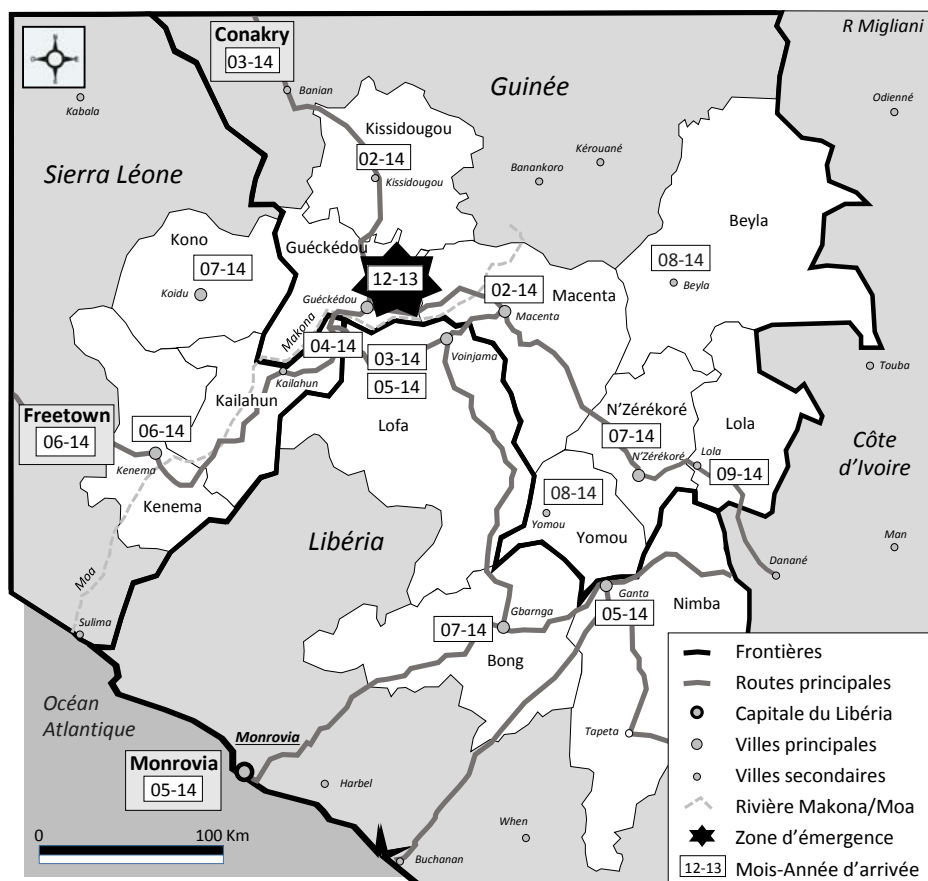 Conakry
03-14
R Migliani
Banian
Guinée
Kabala
Odienné
Kissidougou
02-14
Kissidougou
Kérouané
Banankoro
Sierra Léone
Beyla
Kono
Guéckédou
07-14
Koidu
12-13
Guéckédou
08-14
Beyla
02-14
Macenta
Macenta
Makona
04-14
Kailahun
03-14
05-14
Voinjama
Touba
Kailahun
Lofa
N'Zérékoré
07-14
N'Zérékoré
Lola
Lola
09-14
Côte
d'Ivoire
Freetown
06-14
06-14
Kenema
Kenema
08-14
Yomou
Yomou
Man
Danané
Libéria
Moa
Sulima
Ganta
05-14
Nimba
Gbarnga
07-14
Bong
Océan
Atlantique
Monrovia
Monrovia
05-14
Harbel
Tapeta
When
Buchanan
0
100 Km
Frontières
Routes principales
Capitale du Libéria
Villes principales
Villes secondaires
Rivière Makona/Moa
Zone d'émergence
12-13
Mois-Année d'arrivée